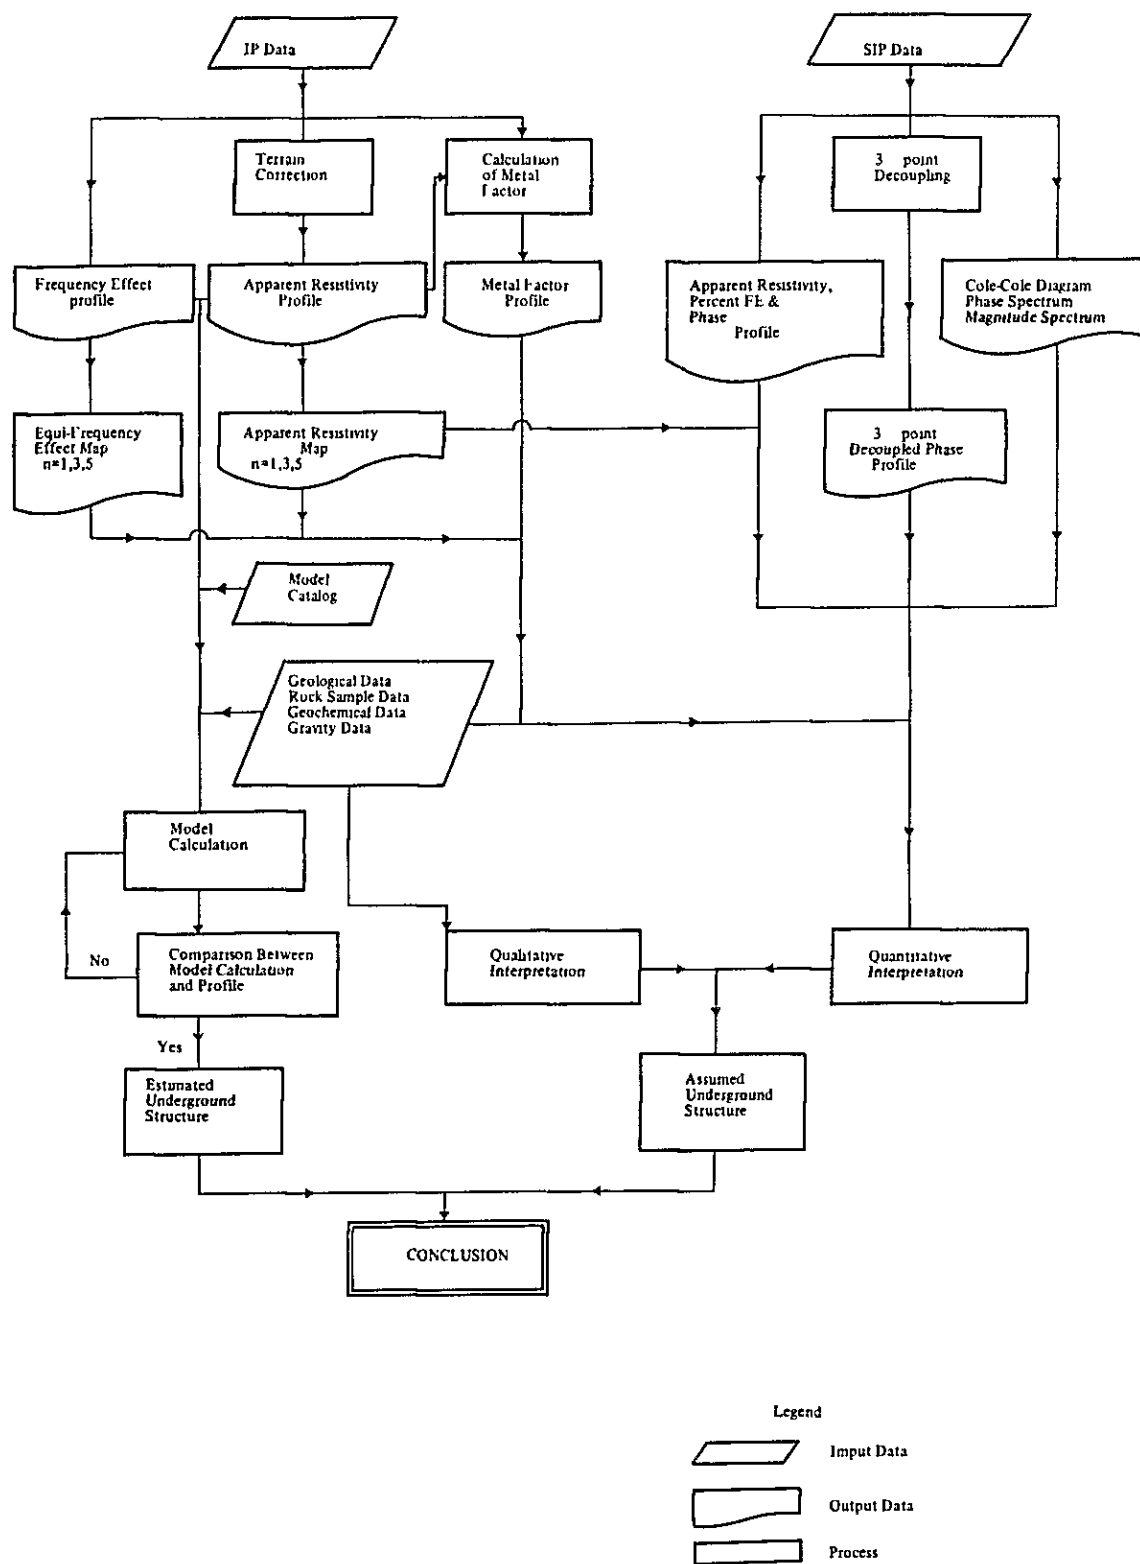 IP Data
SIP Data
Terrain
Correction
Calculation
of Metal
Factor
3 point
Decoupling
Frequency Effect
profile
Apparent Resistivity
Profile
Metal Factor
Profile
Apparent Resistivity,
Percent FE &
Phase
Profile
Cole-Cole Diagram
Phase Spectrum
Magnitude Spectrum
Equi-Frequency
Effect Map
n=1,3,5
Apparent Resistivity
Map
n=1,3,5
3 point
Decoupled Phase
Profile
Model
Catalog
Geological Data
Rock Sample Data
Geochemical Data
Gravity Data
Model
Calculation
No
Comparison Between
Model Calculation
and Profile
Qualitative
Interpretation
Quantitative
Interpretation
Yes
Estimated
Underground
Structure
Assumed
Underground
Structure
CONCLUSION
Legend
Imput Data
Output Data
Process